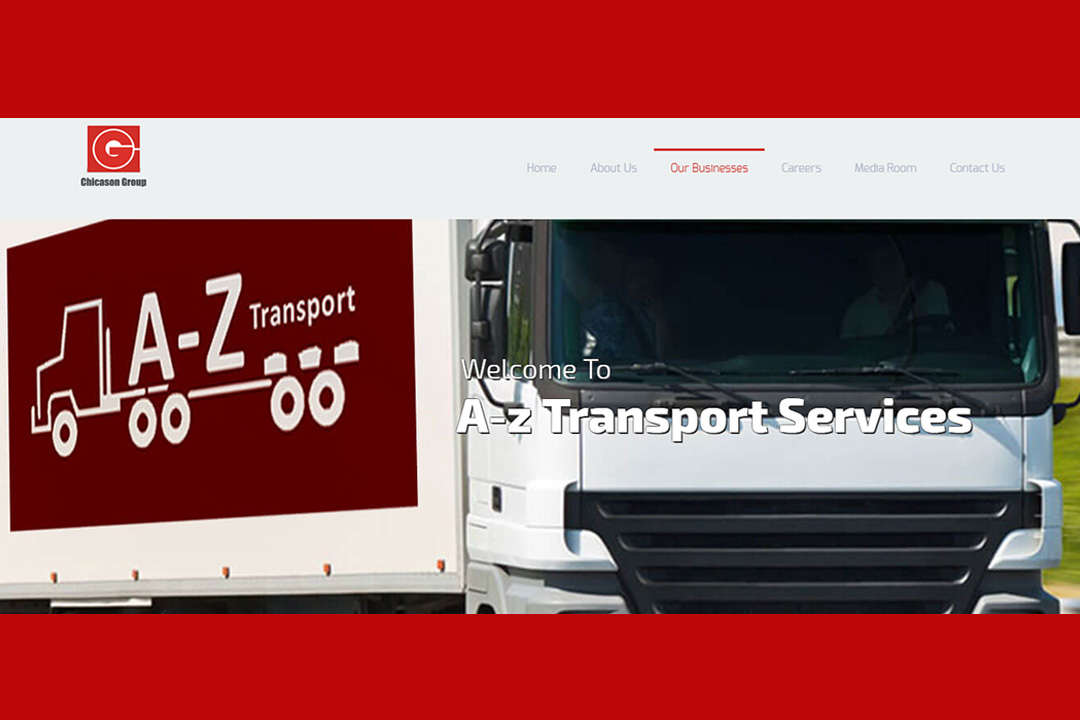 Chicason Group
Home About Us Our Businesses Careers Media Room Contact Us
A-Z Transport
Welcome To
A-z Transport Services